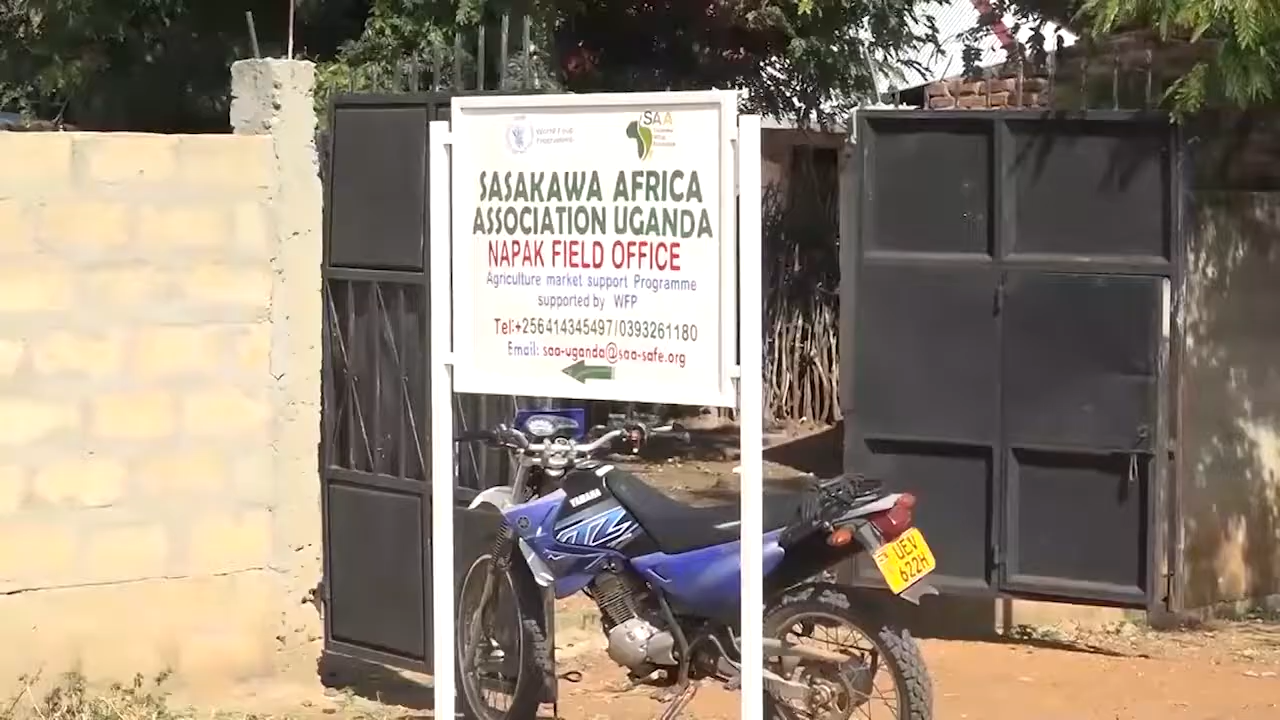 World Food
Programme
SAA
SASAKAWA AFRICA
ASSOCIATION UGANDA
NAPAK FIELD OFFICE
Agriculture market support Programme
supported by WFP
Tel:+256414345497/0393261180
Email: saa-uganda@saa-safe.org
YAMAHA
UEV
622H